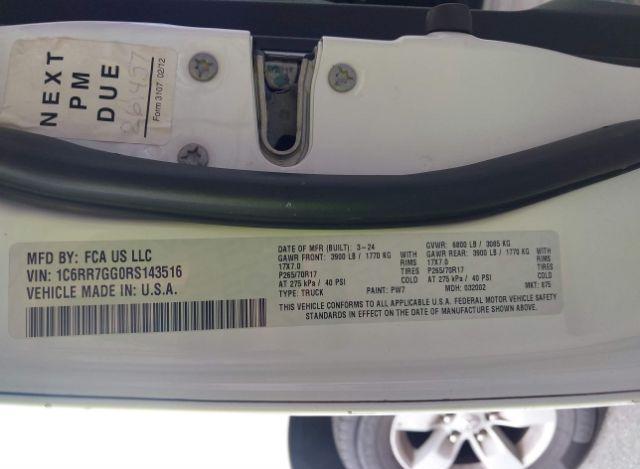 NEXT
PM
DUE
261437
Form 3107 02/12
MFD BY: FCA US LLC
VIN: 1C6RR7GG0RS143516
VEHICLE MADE IN: U.S.A.
DATE OF MFR (BUILT): 3-24 GVWR: 6800 LB / 3085 KG
GAWR FRONT: 3900 LB / 1770 KG WITH GAWR REAR: 3900 LB / 1770 KG WITH
17X7.0 RIMS 17X7.0 RIMS
P265/70R17 TIRES P265/70R17 TIRES
AT 275 kPa / 40 PSI COLD AT 275 kPa / 40 PSI COLD
TYPE: TRUCK PAINT: PW7 MDH: 032002 MKT: 875
THIS VEHICLE CONFORMS TO ALL APPLICABLE U.S.A. FEDERAL MOTOR VEHICLE SAFETY
STANDARDS IN EFFECT ON THE DATE OF MANUFACTURE SHOWN ABOVE.